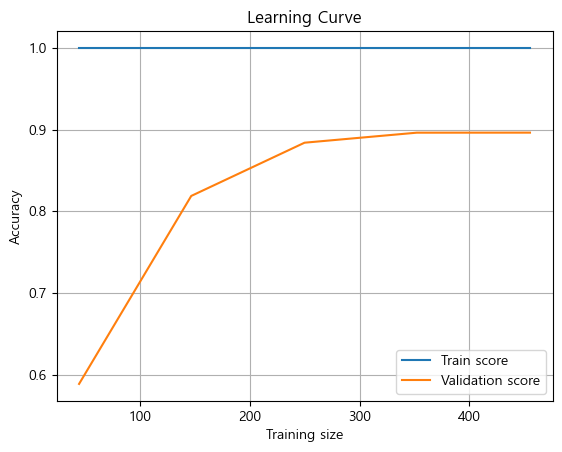 Learning Curve
1.0
0.9
0.8
0.7
0.6
Accuracy
100 200 300 400
Training size
Train score
Validation score